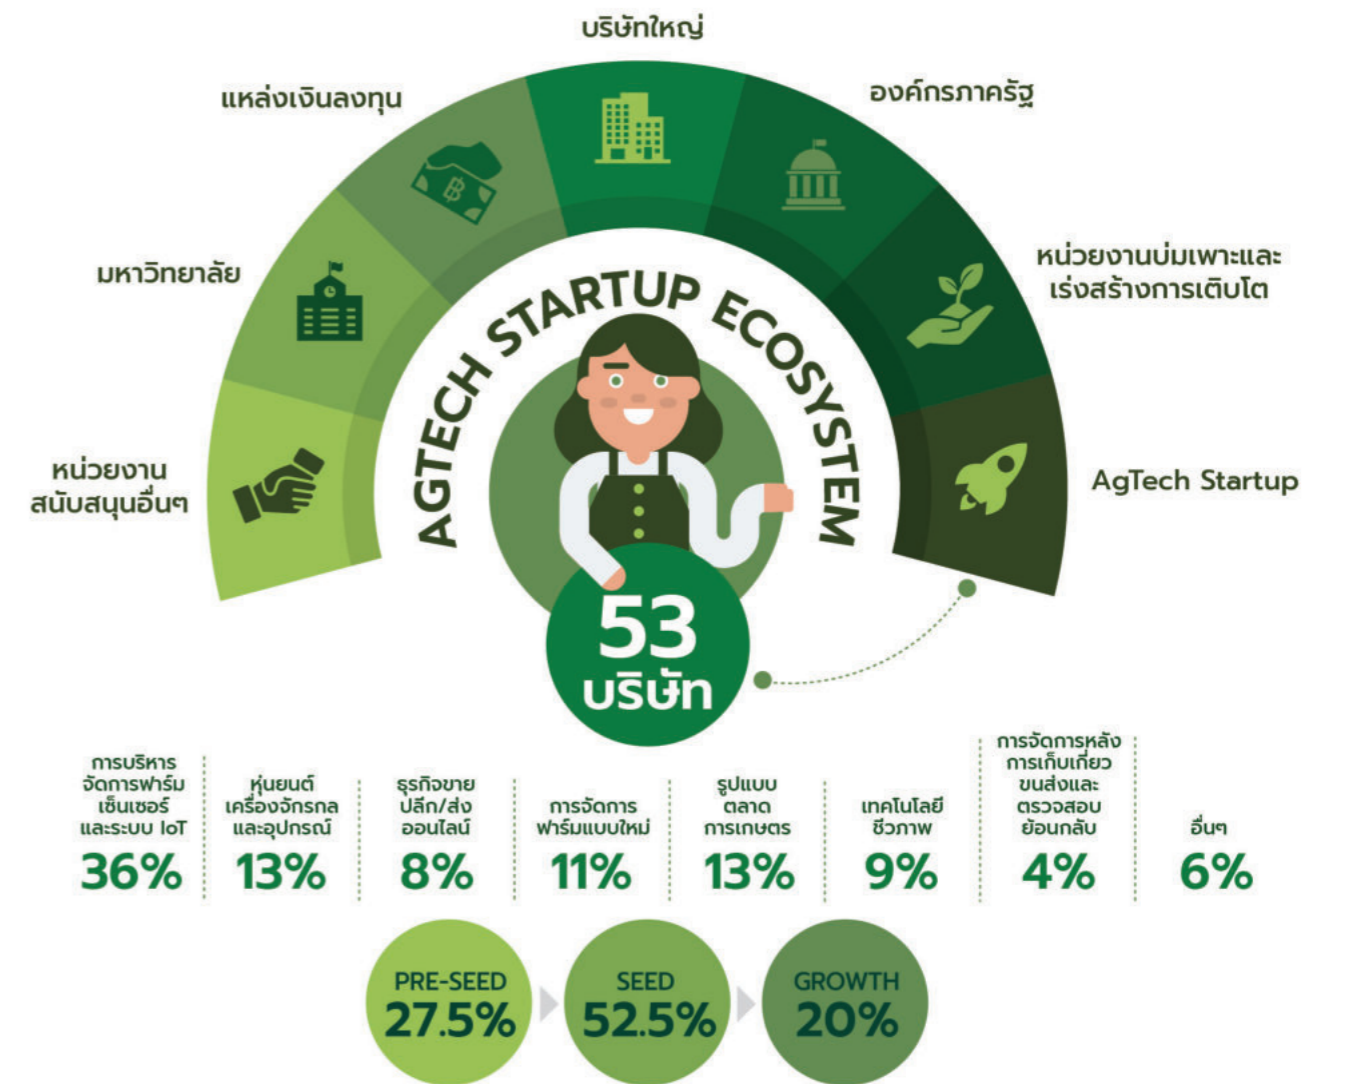 บริษัทใหญ่
แหล่งเงินลงทุน
องค์กรภาครัฐ
มหาวิทยาลัย
หน่วยงานบ่มเพาะและ
เร่งสร้างการเติบโต
หน่วยงาน
สนับสนุนอื่นๆ
AgTech Startup
AGTECH STARTUP ECOSYSTEM
฿
53
บริษัท
การบริหาร
จัดการฟาร์ม
เซ็นเซอร์
และระบบ IoT
36%
หุ่นยนต์
เครื่องจักรกล
และอุปกรณ์
13%
ธุรกิจขาย
ปลีก/ส่ง
ออนไลน์
8%
การจัดการ
ฟาร์มแบบใหม่
11%
รูปแบบ
ตลาด
การเกษตร
13%
เทคโนโลยี
ชีวภาพ
9%
การจัดการหลัง
การเก็บเกี่ยว
ขนส่งและ
ตรวจสอบ
ย้อนกลับ
4%
อื่นๆ
6%
PRE-SEED
27.5%
SEED
52.5%
GROWTH
20%